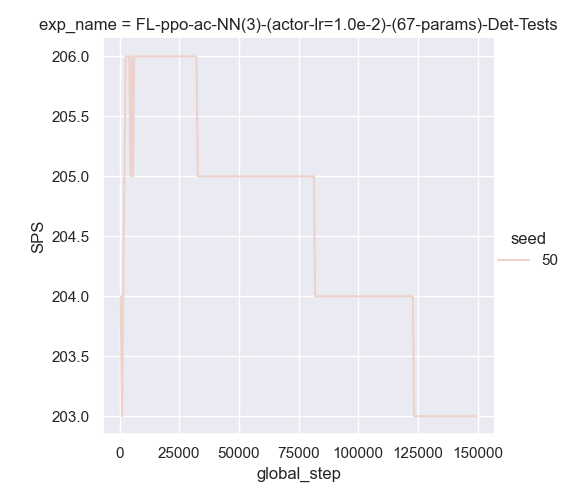 exp_name = FL-ppo-ac-NN(3)-(actor-lr=1.0e-2)-(67-params)-Det-Tests
206.0
205.5
205.0
204.5
204.0
203.5
203.0
SPS
0 25000 50000 75000 100000 125000 150000
global_step
seed
50